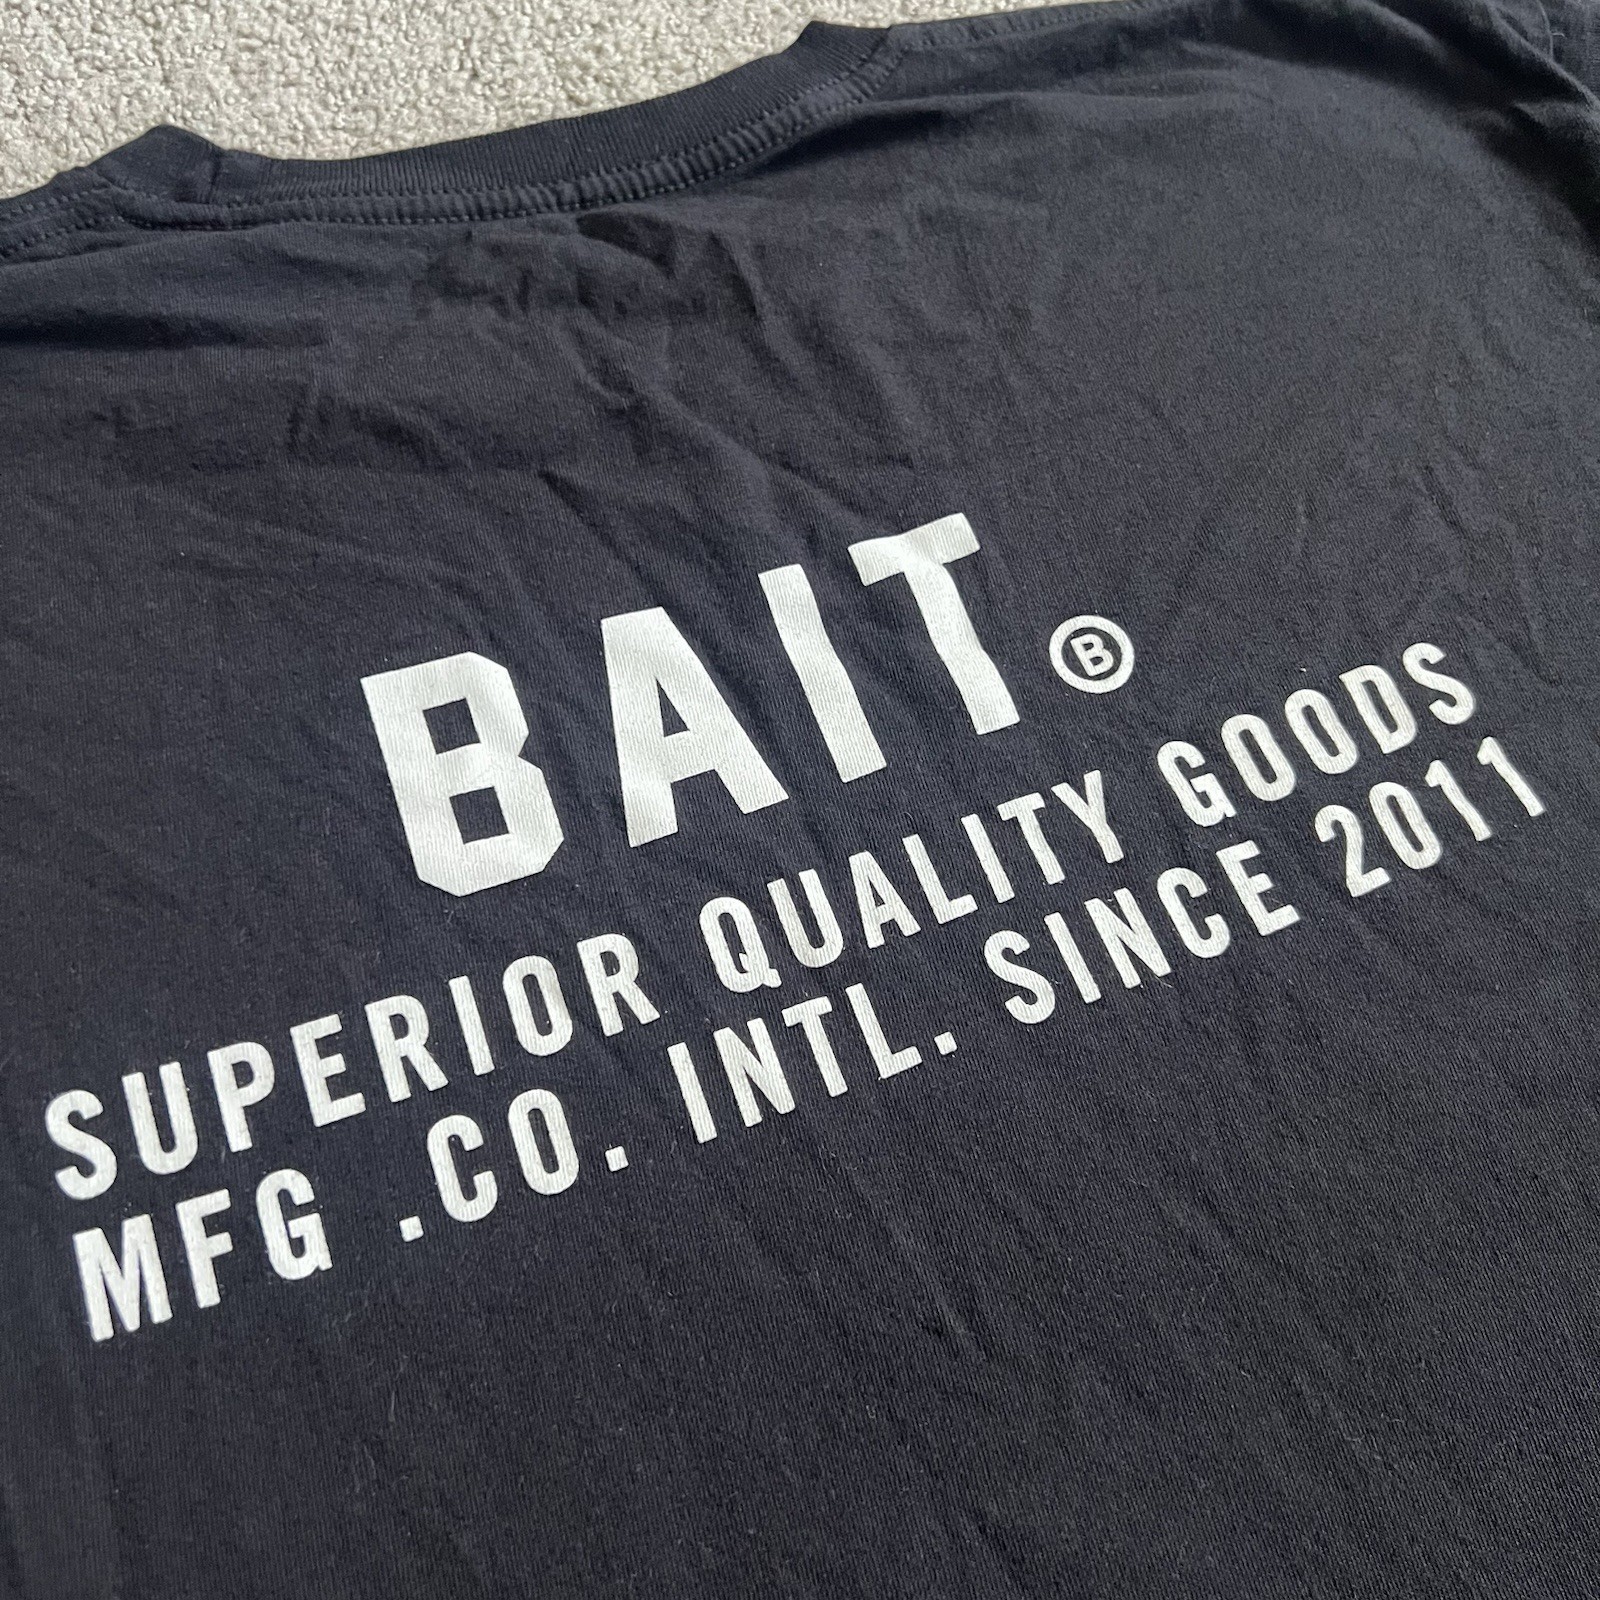 BAIT Ⓑ
SUPERIOR QUALITY GOODS
MFG .CO. INTL. SINCE 2011